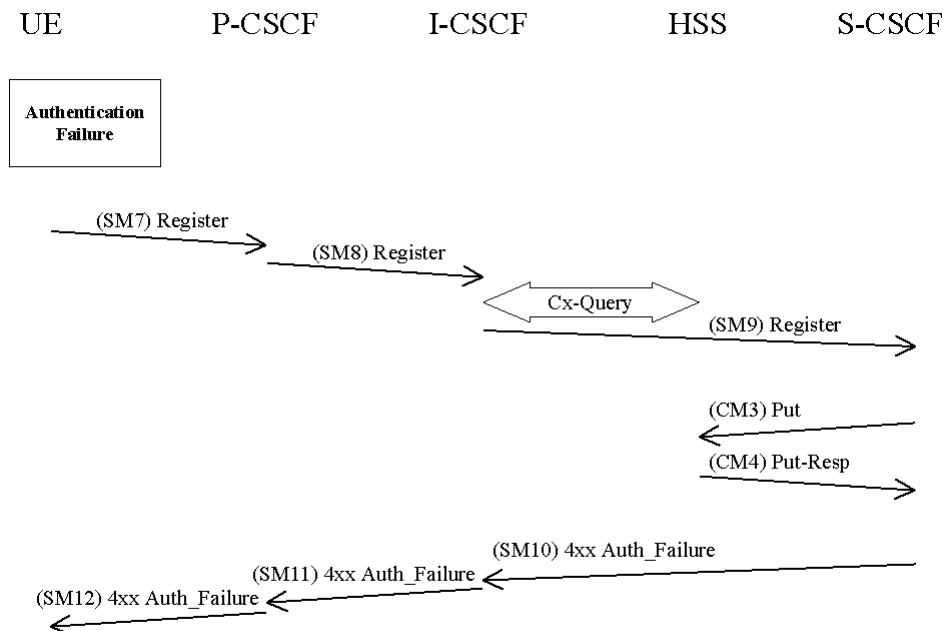 UE P-CSCF I-CSCF HSS S-CSCF
Authentication
Failure
(SM7) Register
(SM8) Register
Cx-Query
(SM9) Register
(CM3) Put
(CM4) Put-Resp
(SM10) 4xx Auth_Failure
(SM11) 4xx Auth_Failure
(SM12) 4xx Auth_Failure